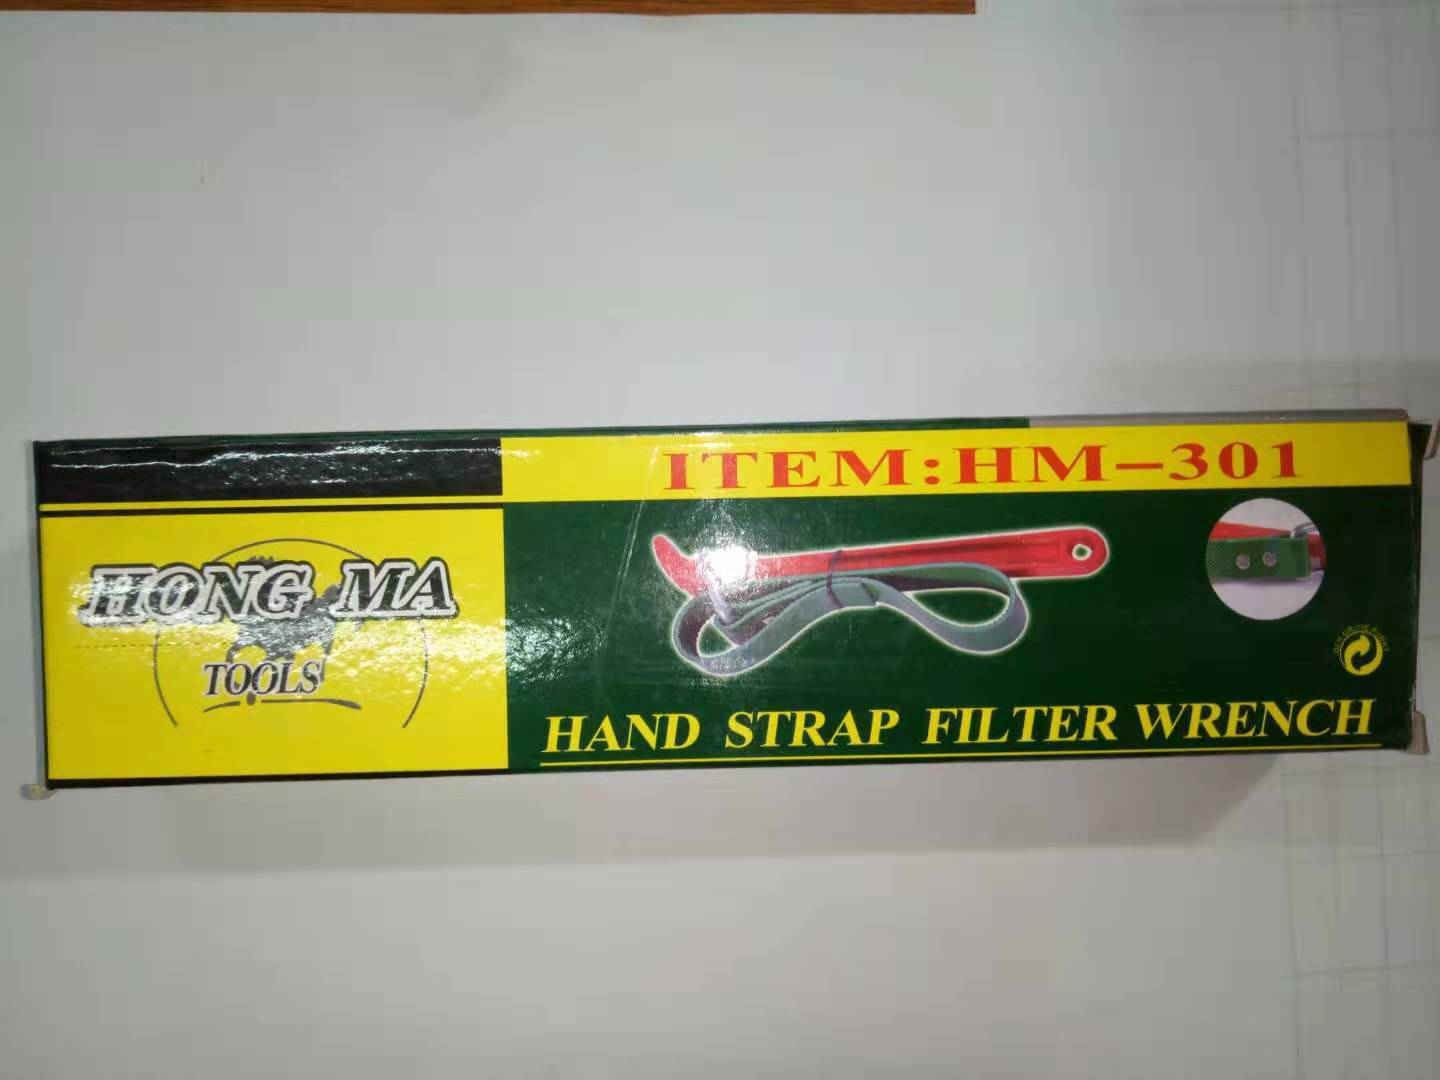 ITEM:HM-301
HONG MA
TOOLS
HAND STRAP FILTER WRENCH